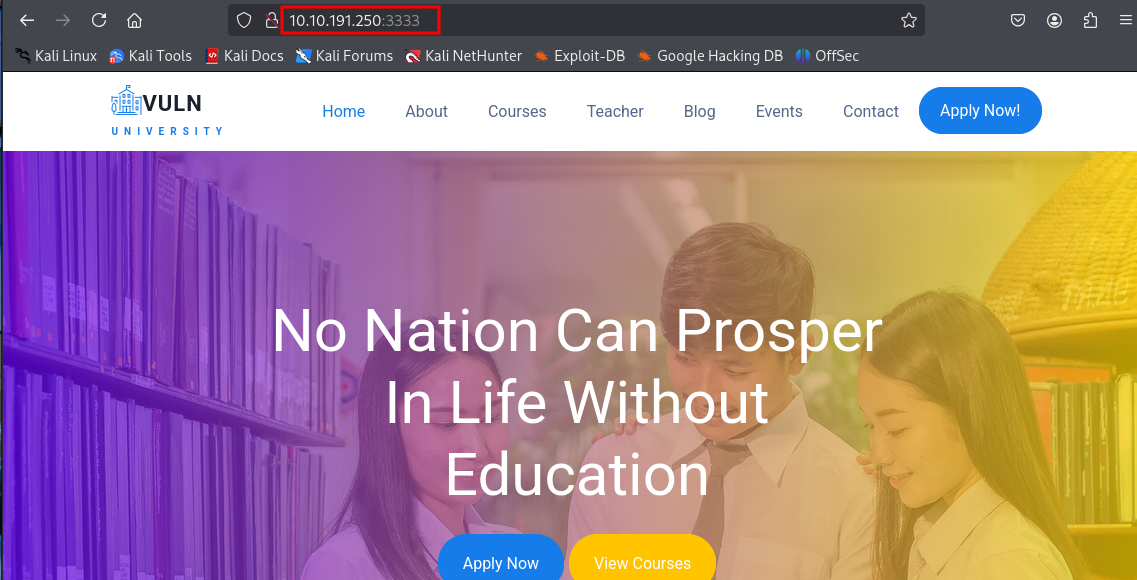 10.10.191.250:3333
Kali Linux Kali Tools Kali Docs Kali Forums Kali NetHunter Exploit-DB Google Hacking DB OffSec
VULN
UNIVERSITY
Home About Courses Teacher Blog Events Contact Apply Now!
No Nation Can Prosper
In Life Without
Education
Apply Now View Courses